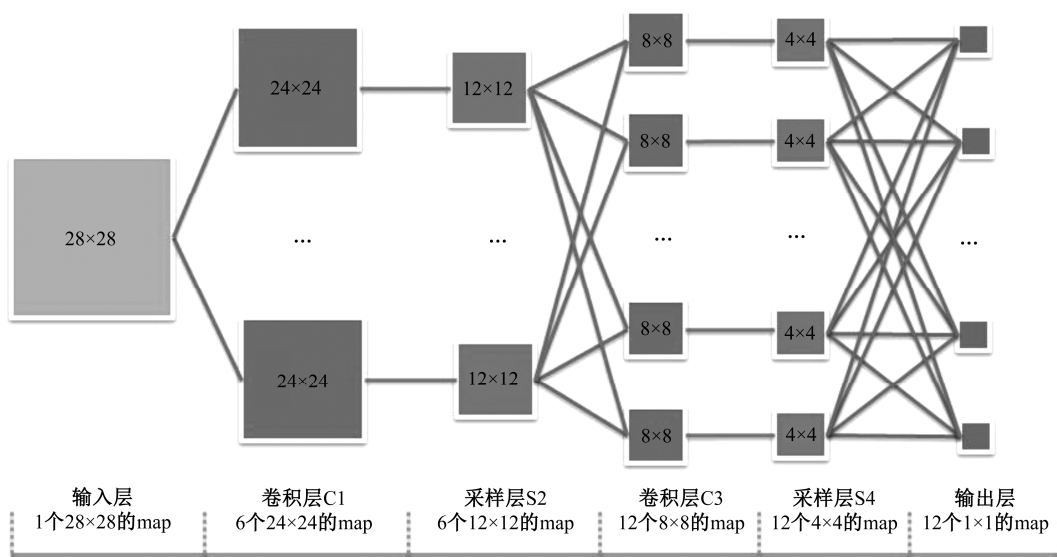 28×28
24×24
...
24×24
12×12
...
12×12
8×8
8×8
...
8×8
8×8
4×4
4×4
...
4×4
4×4
...
输入层
1个28×28的map
卷积层C1
6个24×24的map
采样层S2
6个12×12的map
卷积层C3
12个8×8的map
采样层S4
12个4×4的map
输出层
12个1×1的map